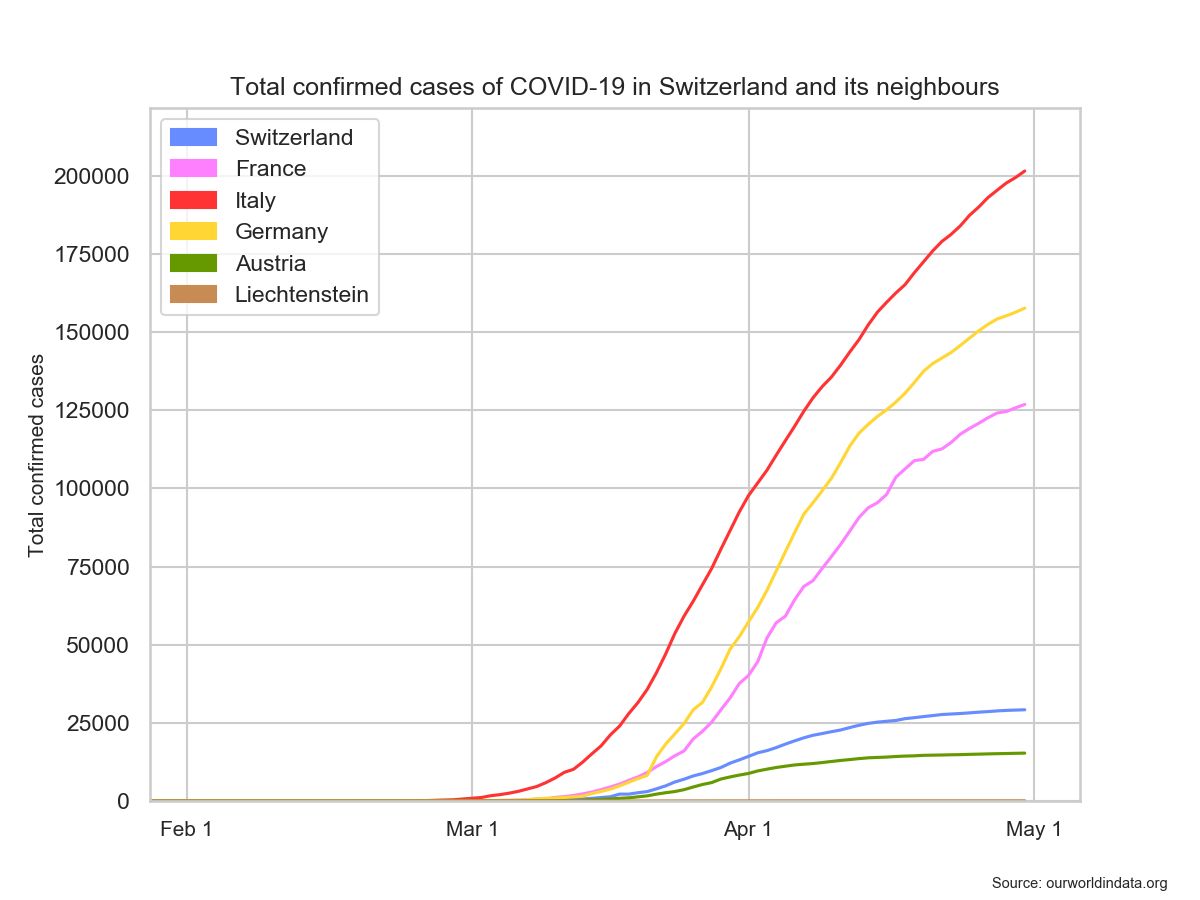 Total confirmed cases of COVID-19 in Switzerland and its neighbours
Switzerland
France
Italy
Germany
Austria
Liechtenstein
Total confirmed cases
200000
175000
150000
125000
100000
75000
50000
25000
0
Feb 1 Mar 1 Apr 1 May 1
Source: ourworldindata.org